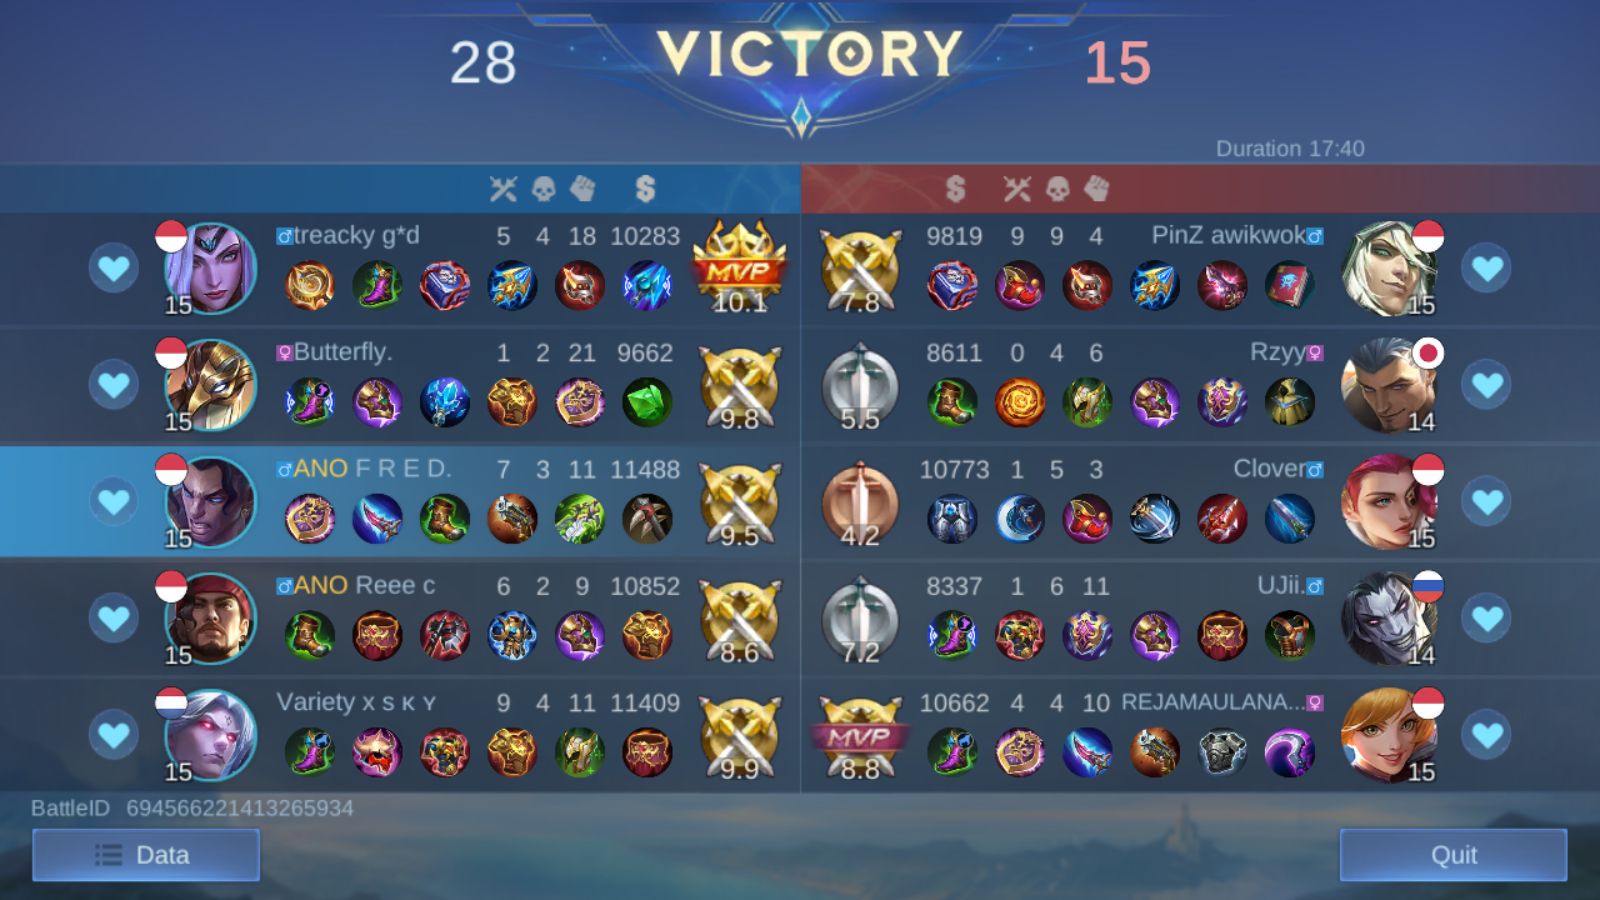 28 VICTORY 15
Duration 17:40
treacky g*d 5 4 18 10283 MVP 10.1 15
7.8 9819 9 9 4 PinZ awikwok 15
Butterfly. 1 2 21 9662 9.8 15
5.5 8611 0 4 6 Rzyy 14
ANO F R E D. 7 3 11 11488 9.5 15
4.2 10773 1 5 3 Clover 15
ANO Reee c 6 2 9 10852 8.6 15
7.2 8337 1 6 11 UJii. 14
Variety x s ᴋ ʏ 9 4 11 11409 9.9 15
MVP 8.8 10662 4 4 10 REJAMAULANA... 15
BattleID 694566221413265934
Data
Quit